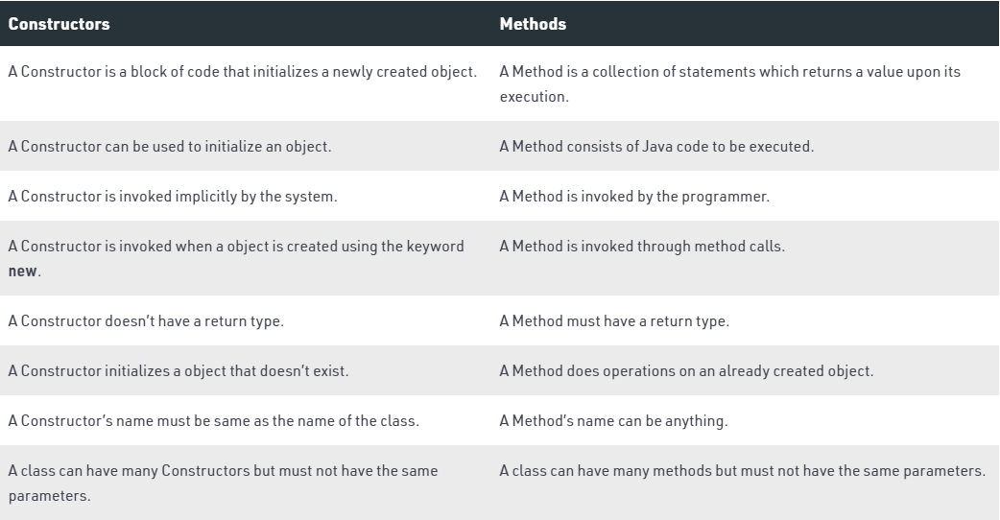 Constructors
Methods
A Constructor is a block of code that initializes a newly created object.
A Method is a collection of statements which returns a value upon its
execution.
A Constructor can be used to initialize an object.
A Method consists of Java code to be executed.
A Constructor is invoked implicitly by the system.
A Method is invoked by the programmer.
A Constructor is invoked when a object is created using the keyword
new.
A Method is invoked through method calls.
A Constructor doesn't have a return type.
A Method must have a return type.
A Constructor initializes a object that doesn't exist.
A Method does operations on an already created object.
A Constructor's name must be same as the name of the class.
A Method's name can be anything.
A class can have many Constructors but must not have the same
parameters.
A class can have many methods but must not have the same parameters.